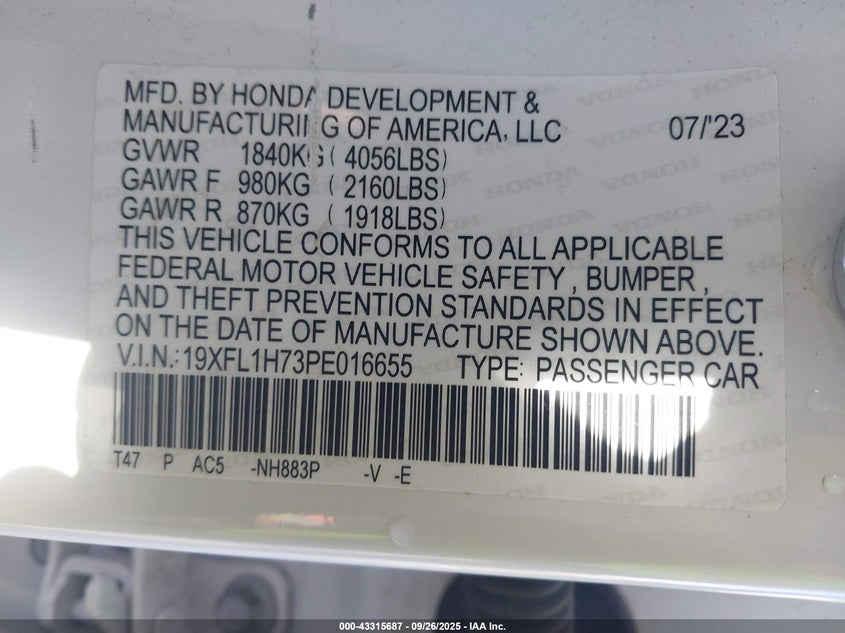 MFD. BY HONDA DEVELOPMENT &
MANUFACTURING OF AMERICA, LLC 07/'23
GVWR 1840KG (4056LBS)
GAWR F 980KG (2160LBS)
GAWR R 870KG (1918LBS)
THIS VEHICLE CONFORMS TO ALL APPLICABLE
FEDERAL MOTOR VEHICLE SAFETY, BUMPER,
AND THEFT PREVENTION STANDARDS IN EFFECT
ON THE DATE OF MANUFACTURE SHOWN ABOVE.
V.I.N.:19XFL1H73PE016655 TYPE: PASSENGER CAR
T47 P AC5 -NH883P -V -E
000-43315687 - 09/26/2025 - IAA Inc.